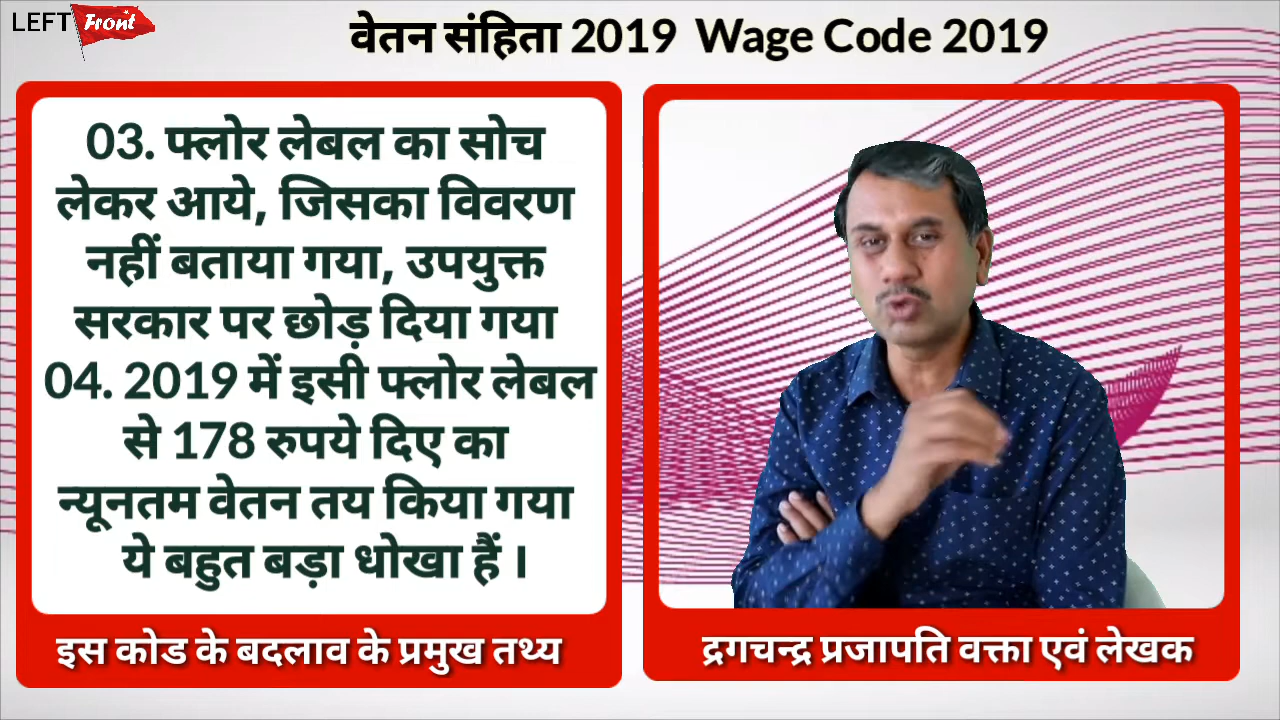 LEFT Front
वेतन संहिता 2019 Wage Code 2019
03. फ्लोर लेबल का सोच
लेकर आये, जिसका विवरण
नहीं बताया गया, उपयुक्त
सरकार पर छोड़ दिया गया
04. 2019 में इसी फ्लोर लेबल
से 178 रुपये दिए का
न्यूनतम वेतन तय किया गया
ये बहुत बड़ा धोखा हैं ।
इस कोड के बदलाव के प्रमुख तथ्य
द्रगचन्द्र प्रजापति वक्ता एवं लेखक